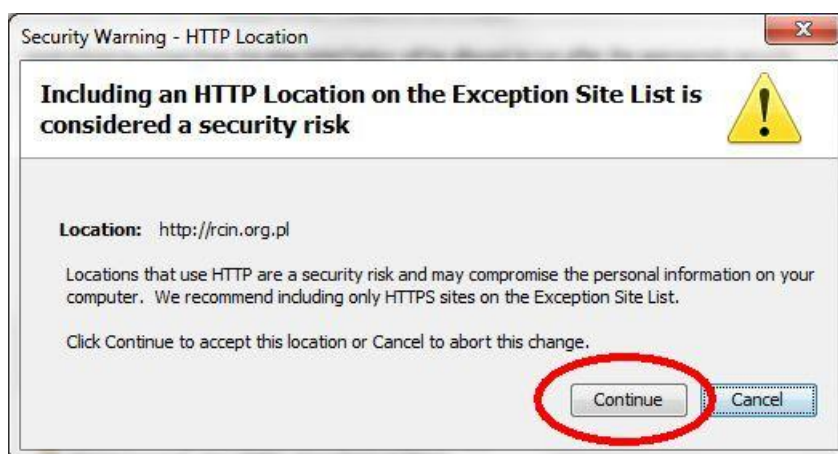 Security Warning - HTTP Location
Including an HTTP Location on the Exception Site List is
considered a security risk
Location: http://rcin.org.pl
Locations that use HTTP are a security risk and may compromise the personal information on your
computer. We recommend including only HTTPS sites on the Exception Site List.
Click Continue to accept this location or Cancel to abort this change.
Continue Cancel